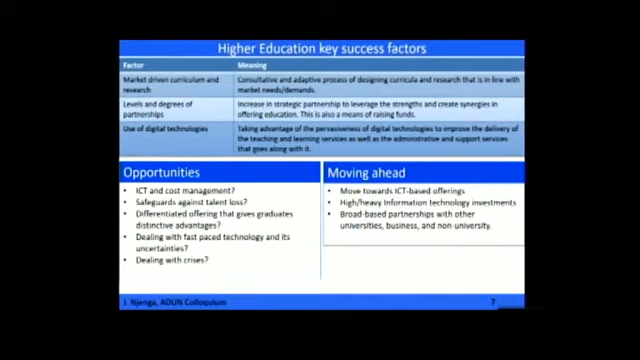 Higher Education key success factors
Factor
Meaning
Market driven curriculum and
research
Consultative and adaptive process of designing curricula and research that is in line with
market needs/demands.
Levels and degrees of
partnerships
Increase in strategic partnership to leverage the strengths and create synergies in
offering education. This is also a means of raising funds.
Use of digital technologies
Taking advantage of the pervasiveness of digital technologies to improve the delivery of
the teaching and learning services as well as the administrative and support services
that goes along with it.
Opportunities
• ICT and cost management?
• Safeguards against talent loss?
• Differentiated offering that gives graduates
distinctive advantages?
• Dealing with fast paced technology and its
uncertainties?
• Dealing with crises?
Moving ahead
• Move towards ICT-based offerings
• High/heavy Information technology investments
• Broad-based partnerships with other
universities, business, and non-university.
J. Njenga, ADUN Colloquium
7